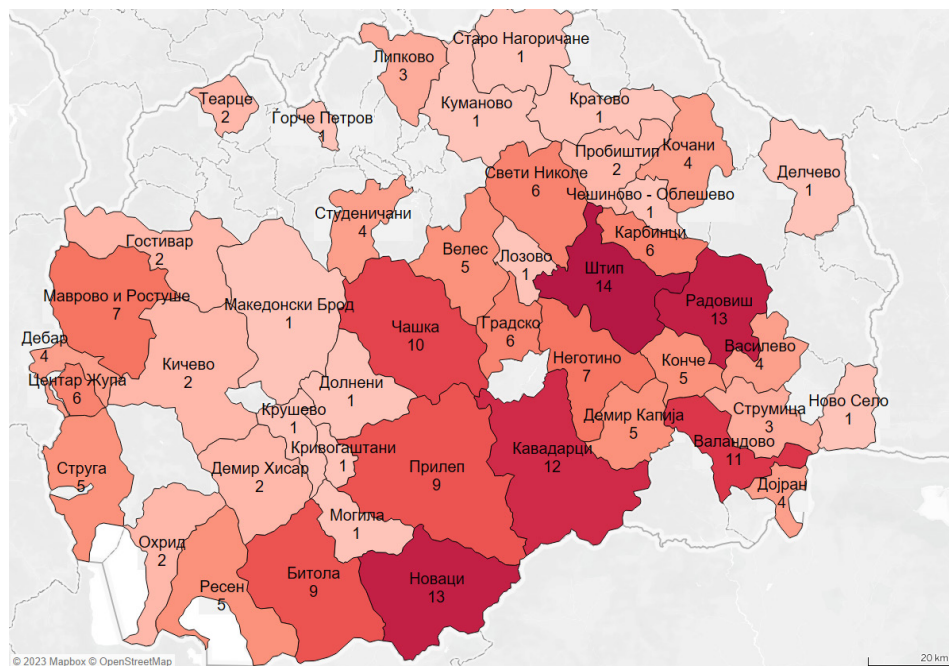 Старо Нагоричане
1
Липково
3
Теарце
2
Ѓорче Петров
1
Куманово
1
Кратово
1
Пробиштип
2
Кочани
4
Делчево
1
Свети Николе
6
Чешиново - Облешево
1
Студеничани
4
Карбинци
6
Гостивар
2
Велес
5
Лозово
1
Штип
14
Радовиш
13
Маврово и Ростуше
7
Македонски Брод
1
Чашка
10
Градско
6
Дебар
4
Василево
4
Кичево
2
Неготино
7
Конче
5
Центар Жупа
6
Долнени
1
Крушево
1
Демир Капија
5
Струмина
3
Ново Село
1
Кривогаштани
1
Валандово
11
Струга
5
Демир Хисар
2
Прилеп
9
Кавадарци
12
Дојран
4
Могила
1
Охрид
2
Ресен
5
Битола
9
Новаци
13
© 2023 Mapbox © OpenStreetMap
20 km